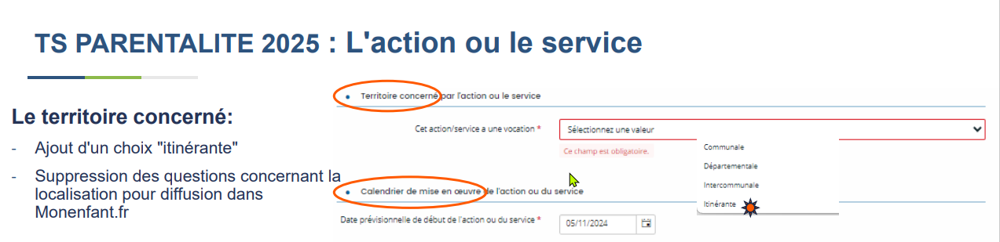 TS PARENTALITE 2025 : L'action ou le service
Le territoire concerné:
- Ajout d'un choix "itinérante"
- Suppression des questions concernant la
localisation pour diffusion dans
Monenfant.fr
• Territoire concerné par l'action ou le service
Cet action/service a une vocation *
Sélectionnez une valeur
Ce champ est obligatoire.
Communale
Départementale
Intercommunale
Itinérante
• Calendrier de mise en œuvre de l'action ou du service
Date prévisionnelle de début de l'action ou du service *
05/11/2024